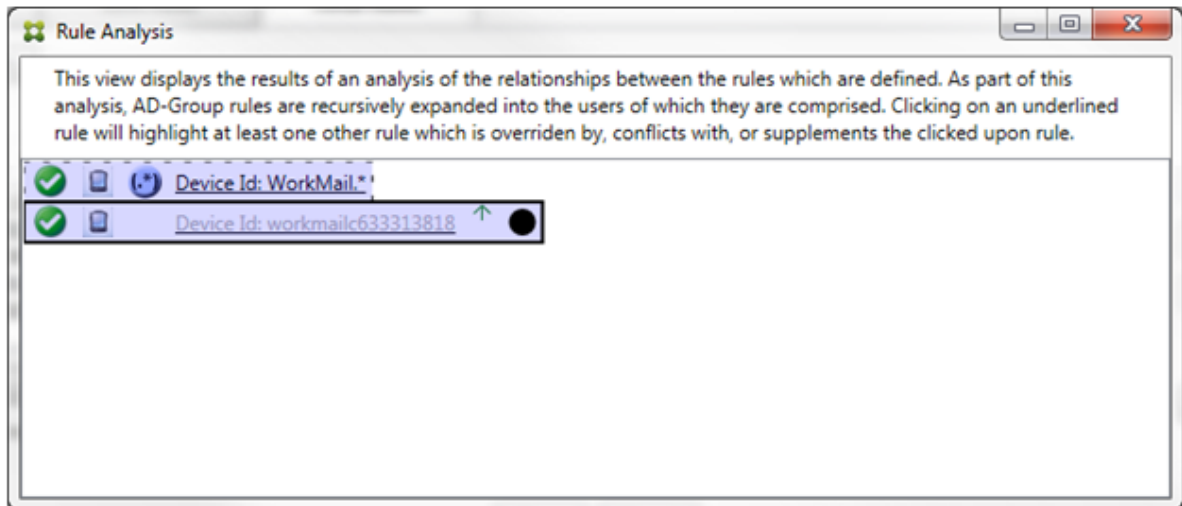 Rule Analysis
This view displays the results of an analysis of the relationships between the rules which are defined. As part of this
analysis, AD-Group rules are recursively expanded into the users of which they are comprised. Clicking on an underlined
rule will highlight at least one other rule which is overriden by, conflicts with, or supplements the clicked upon rule.
(.*) Device Id: WorkMail.*
Device Id: workmailc633313818